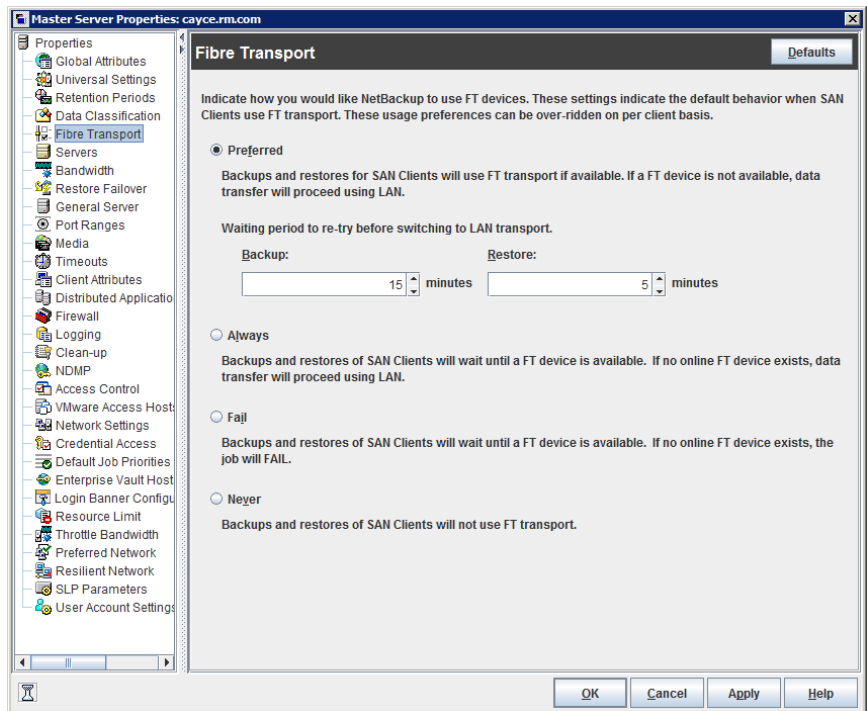 Master Server Properties: cayce.rm.com
Properties
Global Attributes
Universal Settings
Retention Periods
Data Classification
Fibre Transport
Servers
Bandwidth
Restore Failover
General Server
Port Ranges
Media
Timeouts
Client Attributes
Distributed Applicatio
Firewall
Logging
Clean-up
NDMP
Access Control
VMware Access Hosts
Network Settings
Credential Access
Default Job Priorities
Enterprise Vault Host
Login Banner Configu
Resource Limit
Throttle Bandwidth
Preferred Network
Resilient Network
SLP Parameters
User Account Settings
Fibre Transport
Defaults
Indicate how you would like NetBackup to use FT devices. These settings indicate the default behavior when SAN
Clients use FT transport. These usage preferences can be over-ridden on per client basis.
Preferred
Backups and restores for SAN Clients will use FT transport if available. If a FT device is not available, data
transfer will proceed using LAN.
Waiting period to re-try before switching to LAN transport.
Backup: Restore:
15 minutes 5 minutes
Always
Backups and restores of SAN Clients will wait until a FT device is available. If no online FT device exists, data
transfer will proceed using LAN.
Fail
Backups and restores of SAN Clients will wait until a FT device is available. If no online FT device exists, the
job will FAIL.
Never
Backups and restores of SAN Clients will not use FT transport.
OK Cancel Apply Help